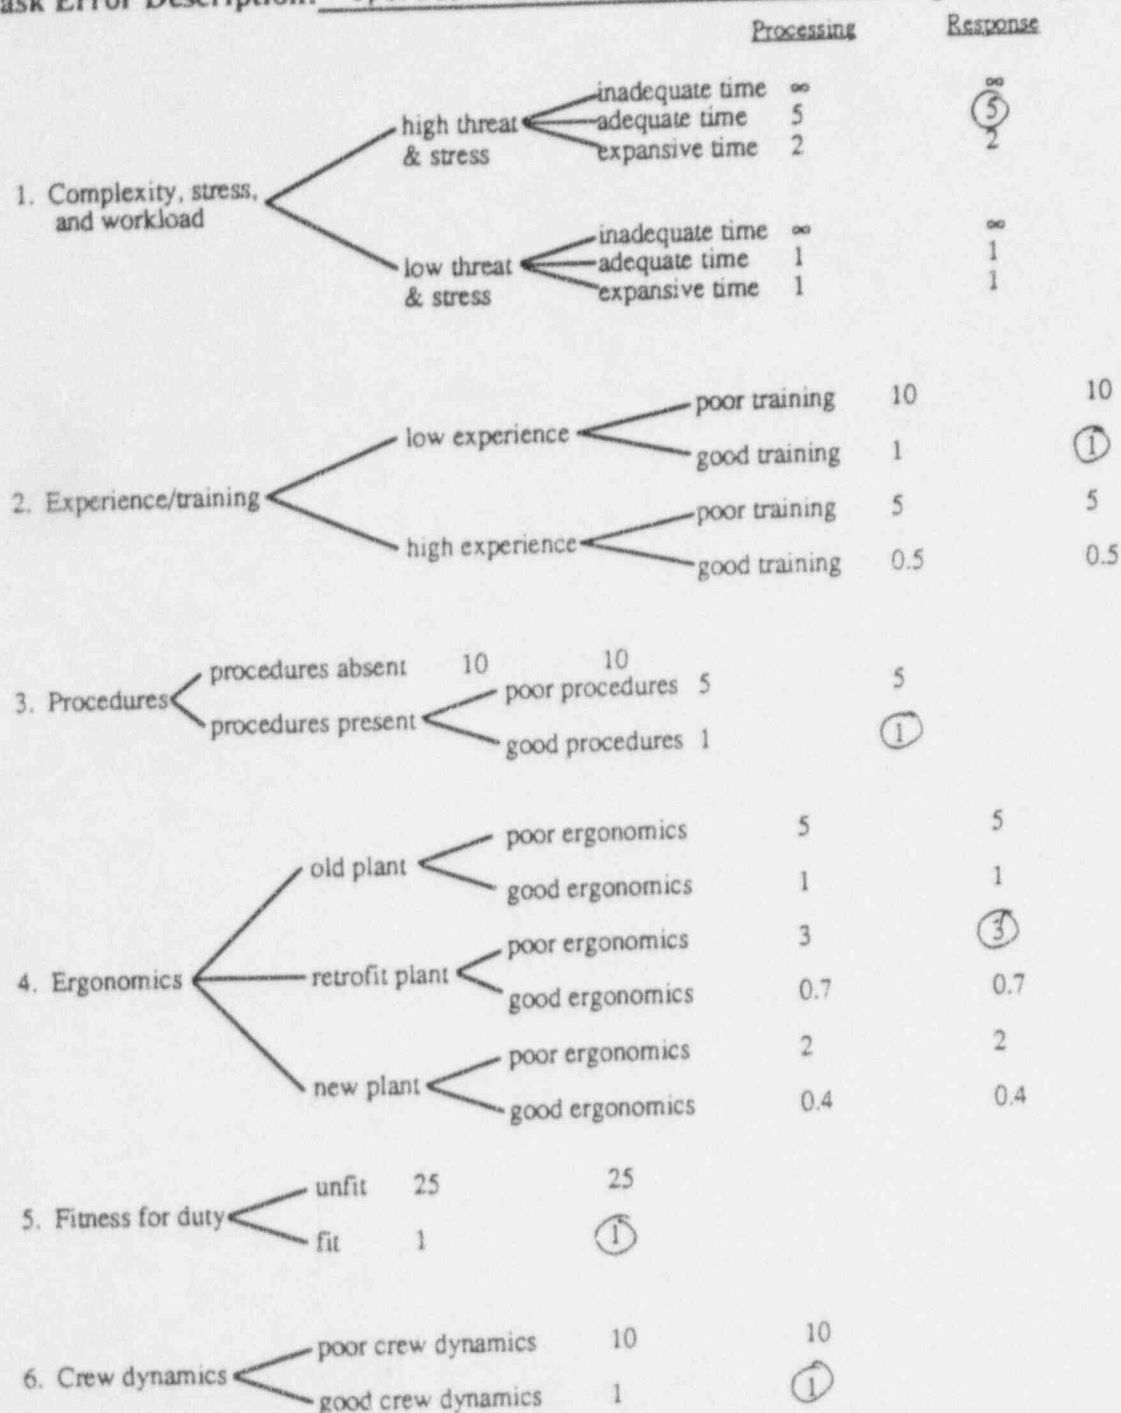 Task Error Description:
Processing Response
inadequate time ∞ ∞
high threat adequate time 5 5
& stress expansive time 2 2
1. Complexity, stress,
and workload
inadequate time ∞ ∞
low threat adequate time 1 1
& stress expansive time 1 1
poor training 10 10
low experience
good training 1 1
2. Experience/training
poor training 5 5
high experience
good training 0.5 0.5
procedures absent 10 10
3. Procedures
poor procedures 5 5
procedures present
good procedures 1 1
poor ergonomics 5 5
old plant
good ergonomics 1 1
poor ergonomics 3 3
4. Ergonomics retrofit plant
good ergonomics 0.7 0.7
poor ergonomics 2 2
new plant
good ergonomics 0.4 0.4
unfit 25 25
5. Fitness for duty
fit 1 1
poor crew dynamics 10 10
6. Crew dynamics
good crew dynamics 1 1